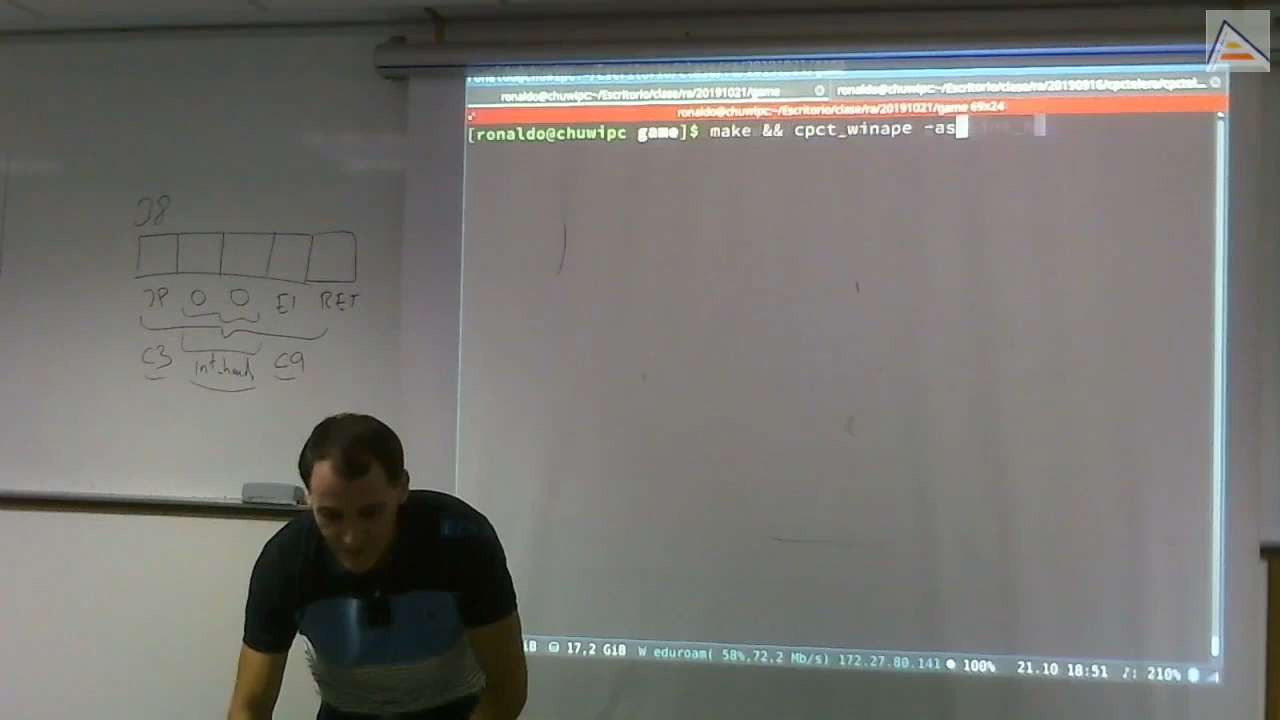 38
JP 0 0 EI RET
C3 int_hand C9
ronaldo@chuwipc:~/Escritorio/clase/ra/20191021/game
ronaldo@chuwipc:~/Escritorio/clase/ra/20191021/game 69x24
[ronaldo@chuwipc game]$ make && cpct_winape -as
17,2 GiB W eduroam( 58%,72,2 Mb/s) 172.27.80.141 100% 21.10 18:51 ♪: 210%